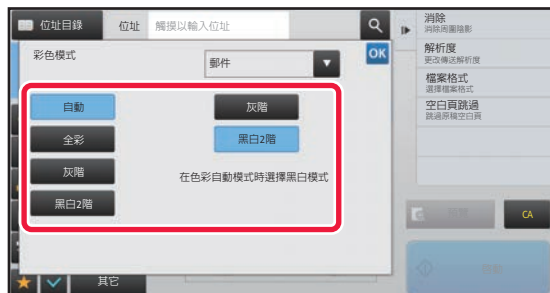 位址目錄
位址
觸摸以輸入位址
彩色模式
郵件
OK
自動
灰階
全彩
黑白2階
灰階
在色彩自動模式時選擇黑白模式
黑白2階
其它
消除
消除周圍陰影
解析度
更改傳送解析度
檔案格式
選擇檔案格式
空白頁跳過
跳過原稿空白頁
CA